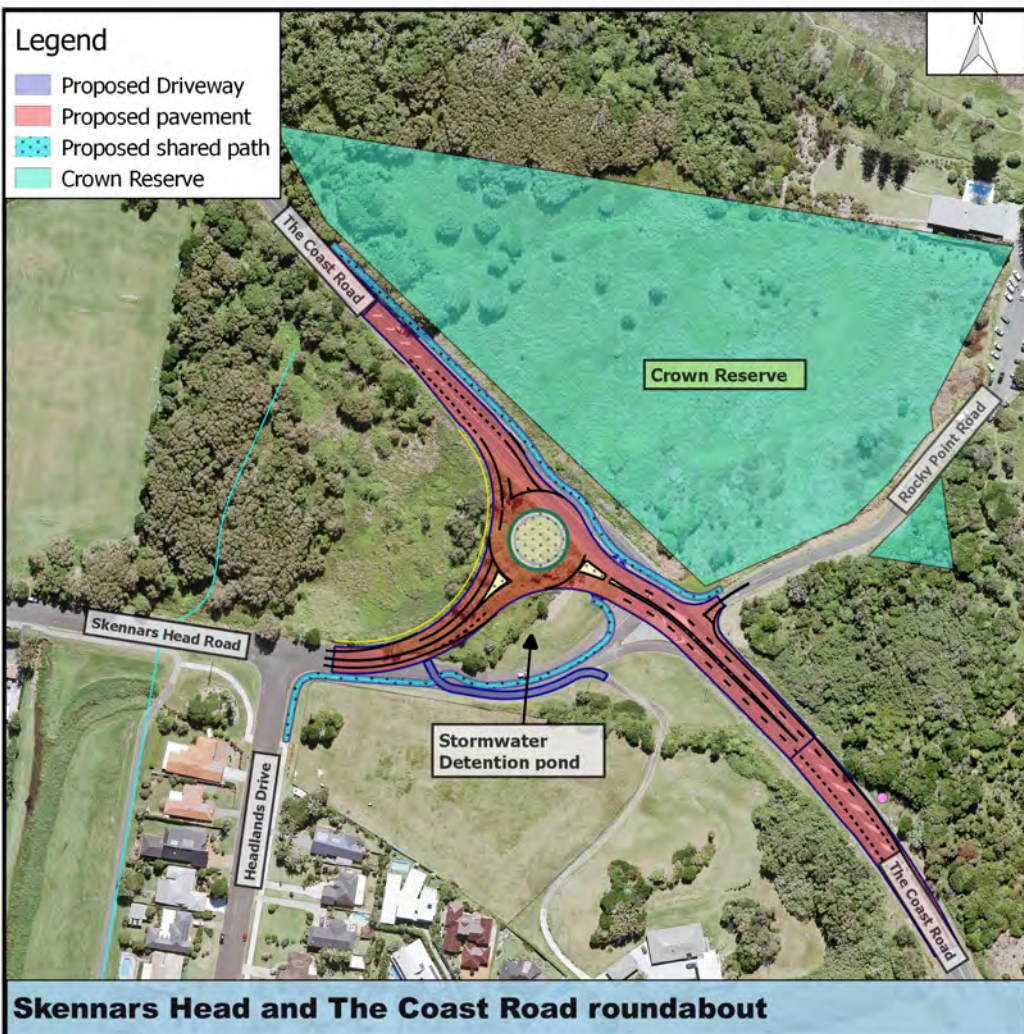 Legend
Proposed Driveway
Proposed pavement
Proposed shared path
Crown Reserve
N
The Coast Road
Crown Reserve
Rocky Point Road
Skennars Head Road
Stormwater
Detention pond
Headlands Drive
The Coast Road
Skennars Head and The Coast Road roundabout